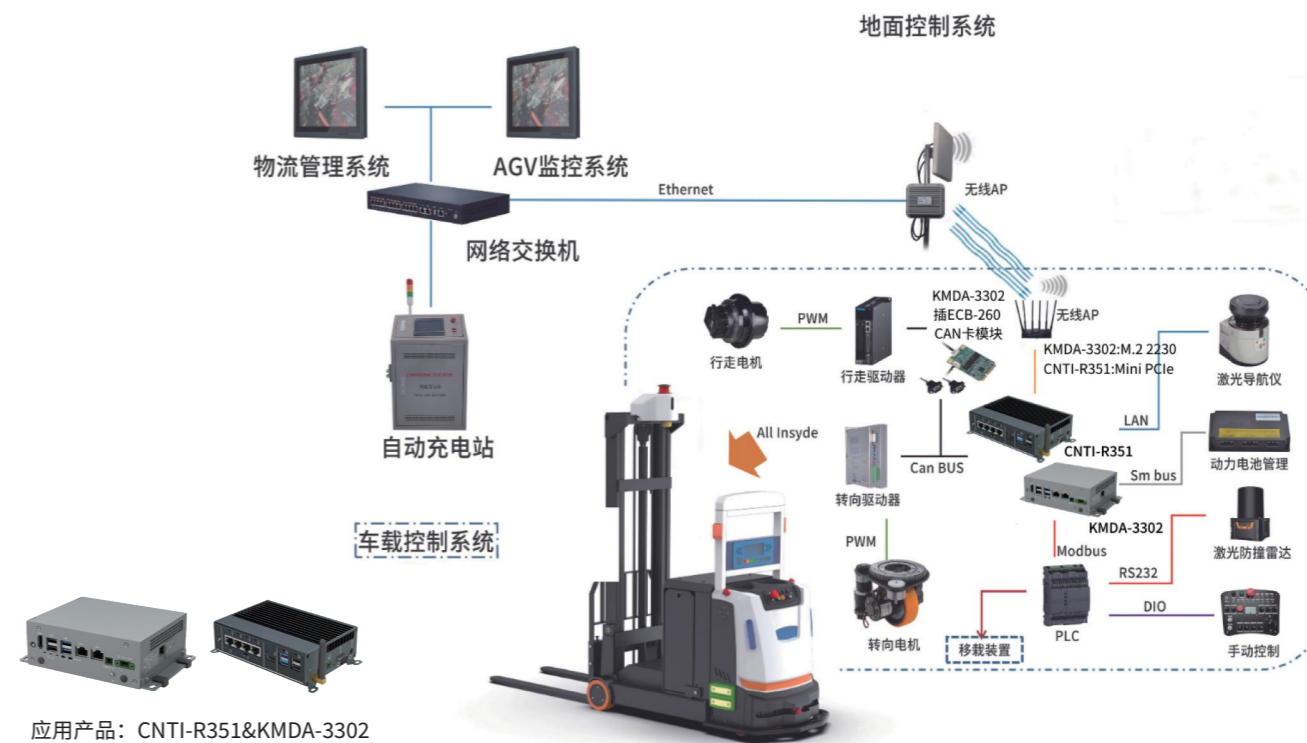 地面控制系统
物流管理系统
AGV监控系统
Ethernet
无线AP
网络交换机
自动充电站
车载控制系统
KMDA-3302
插ECB-260
CAN卡模块
PWM
行走电机
行走驱动器
无线AP
KMDA-3302:M.2 2230
CNTI-R351:Mini PCIe
激光导航仪
LAN
All Insyde
CNTI-R351
Can BUS
Sm bus
动力电池管理
转向驱动器
KMDA-3302
PWM
Modbus
RS232
激光防撞雷达
DIO
PLC
转向电机
移载装置
手动控制
应用产品：CNTI-R351&KMDA-3302